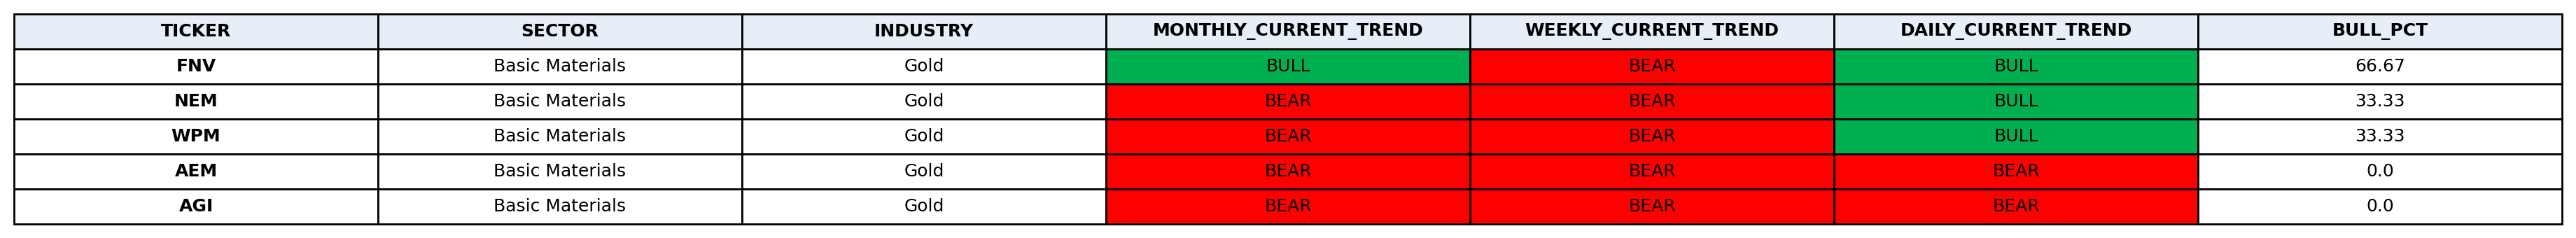 TICKER SECTOR INDUSTRY MONTHLY_CURRENT_TREND WEEKLY_CURRENT_TREND DAILY_CURRENT_TREND BULL_PCT
FNV Basic Materials Gold BULL BEAR BULL 66.67
NEM Basic Materials Gold BEAR BEAR BULL 33.33
WPM Basic Materials Gold BEAR BEAR BULL 33.33
AEM Basic Materials Gold BEAR BEAR BEAR 0.0
AGI Basic Materials Gold BEAR BEAR BEAR 0.0